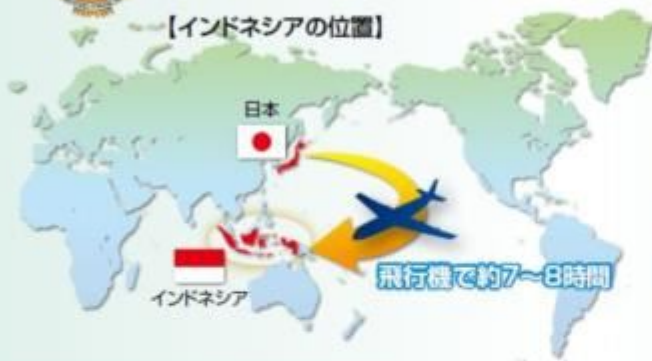 【インドネシアの位置】
日本
インドネシア
飛行機で約7〜8時間